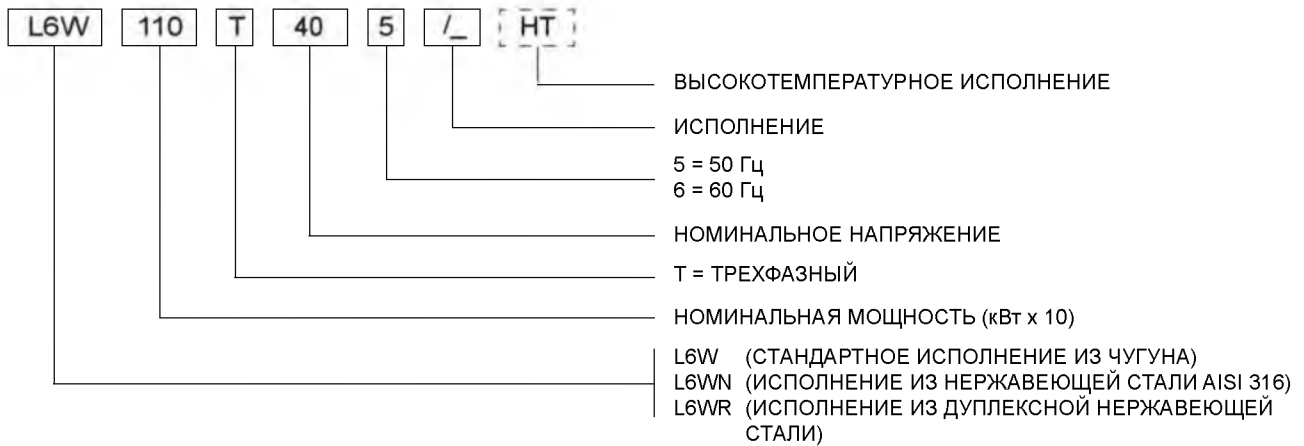 L6W 110 T 40 5 /_ HT
ВЫСОКОТЕМПЕРАТУРНОЕ ИСПОЛНЕНИЕ
ИСПОЛНЕНИЕ
5 = 50 Гц
6 = 60 Гц
НОМИНАЛЬНОЕ НАПРЯЖЕНИЕ
Т = ТРЕХФАЗНЫЙ
НОМИНАЛЬНАЯ МОЩНОСТЬ (кВт x 10)
L6W (СТАНДАРТНОЕ ИСПОЛНЕНИЕ ИЗ ЧУГУНА)
L6WN (ИСПОЛНЕНИЕ ИЗ НЕРЖАВЕЮЩЕЙ СТАЛИ AISI 316)
L6WR (ИСПОЛНЕНИЕ ИЗ ДУПЛЕКСНОЙ НЕРЖАВЕЮЩЕЙ
СТАЛИ)